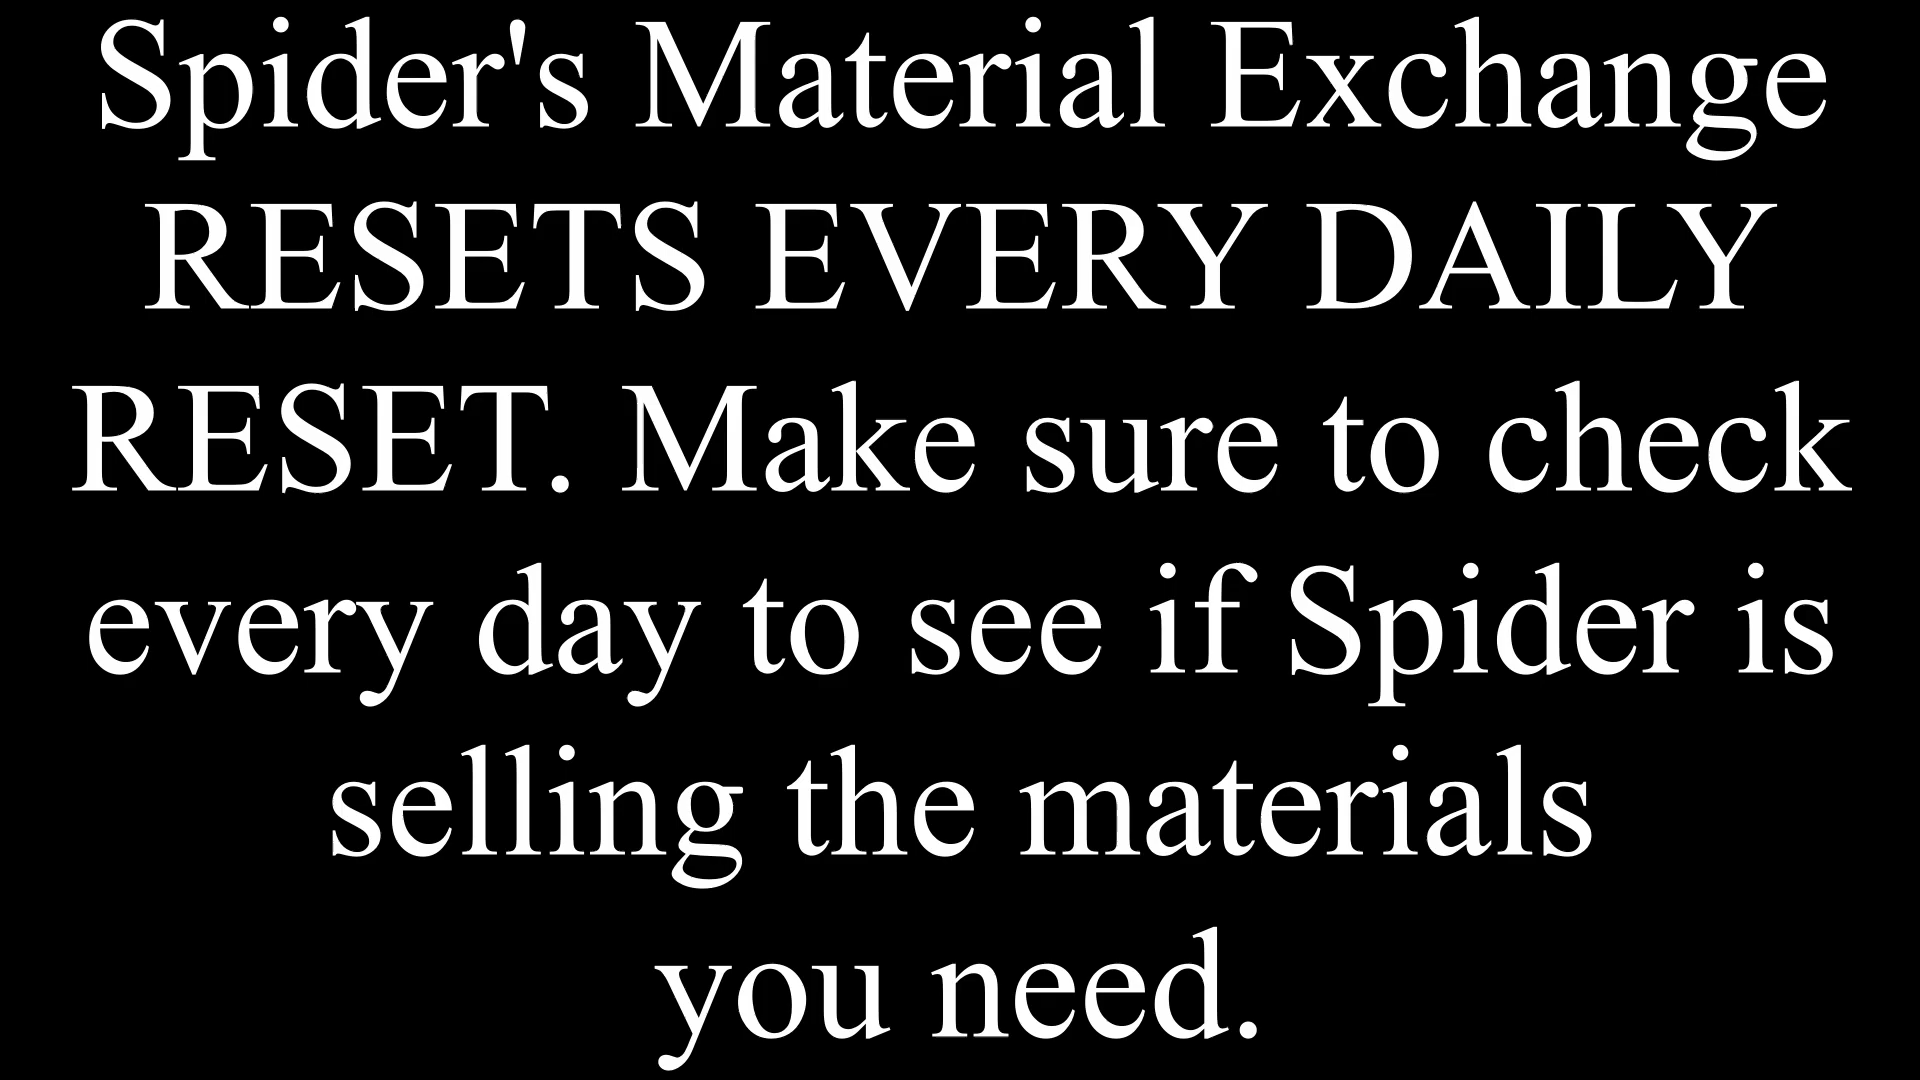 Spider's Material Exchange
RESETS EVERY DAILY
RESET. Make sure to check
every day to see if Spider is
selling the materials
you need.